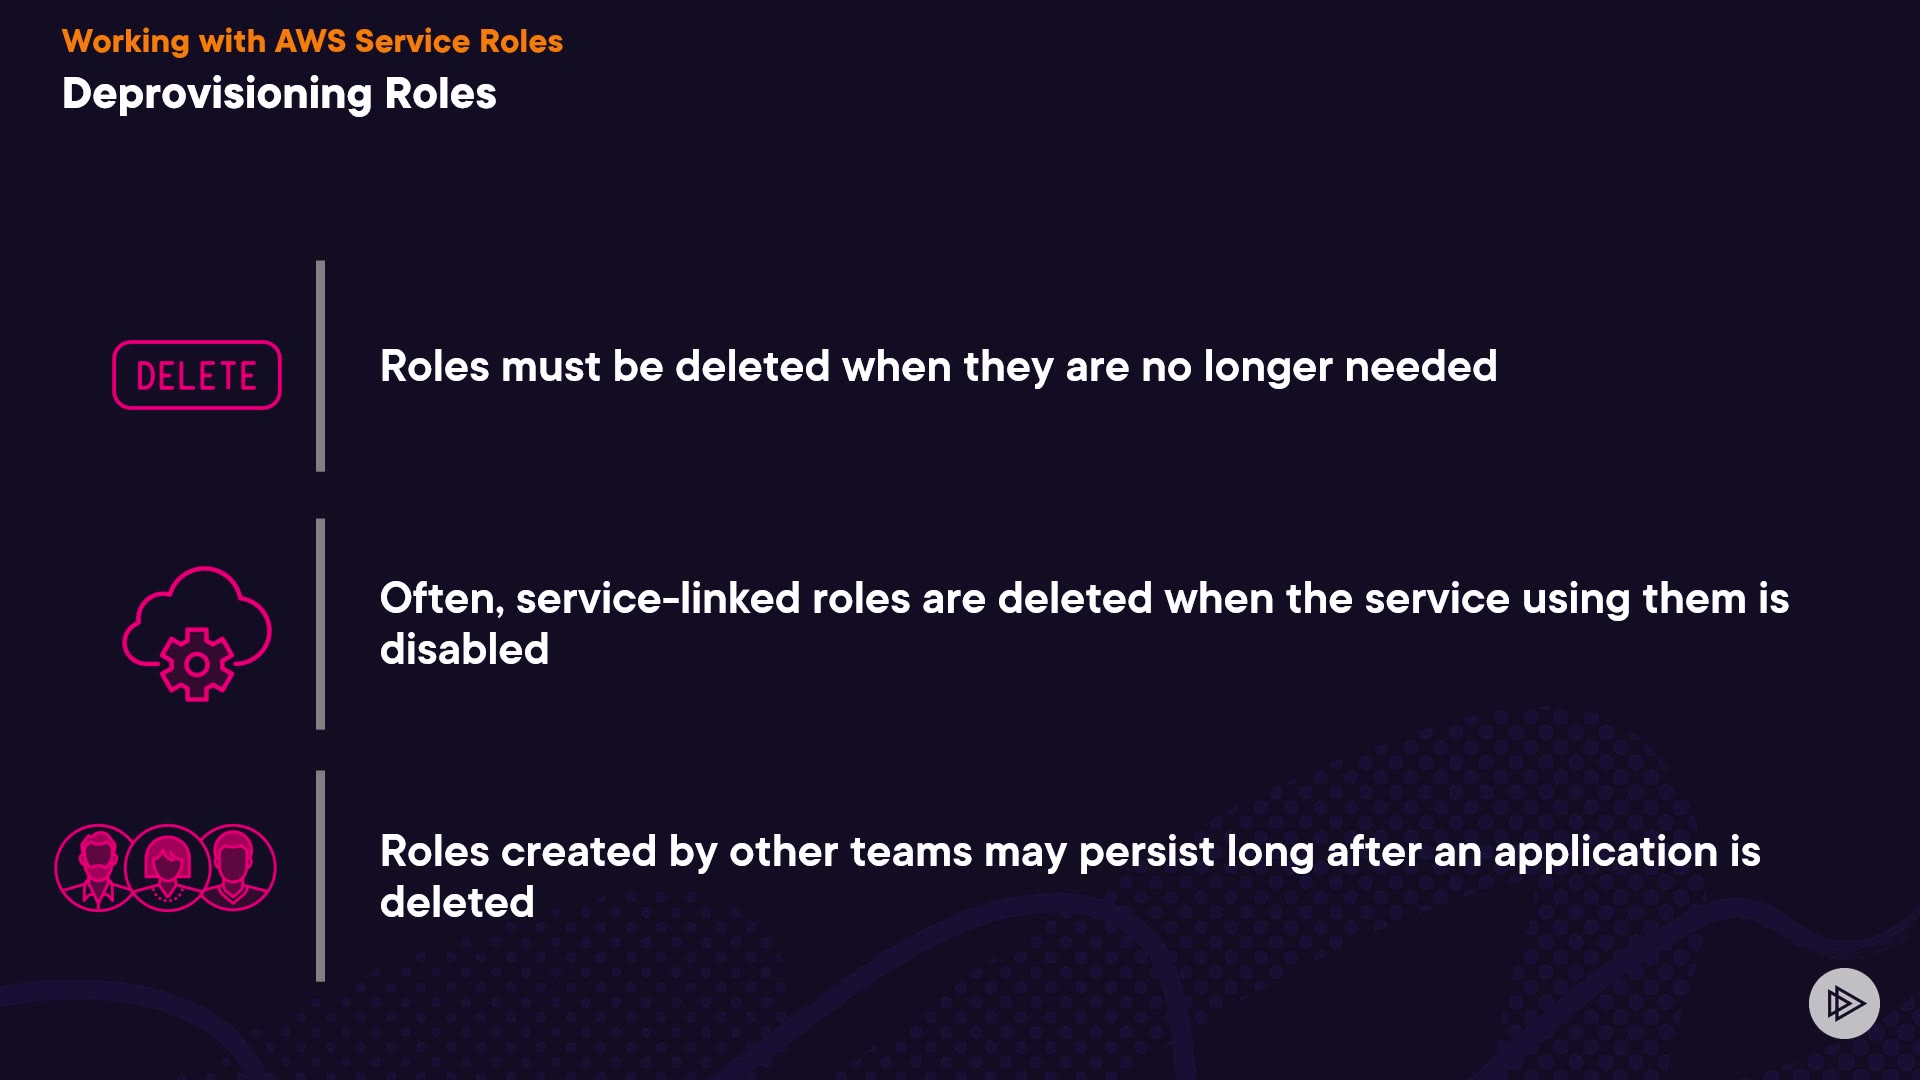 Working with AWS Service Roles
Deprovisioning Roles
DELETE
Roles must be deleted when they are no longer needed
Often, service-linked roles are deleted when the service using them is
disabled
Roles created by other teams may persist long after an application is
deleted